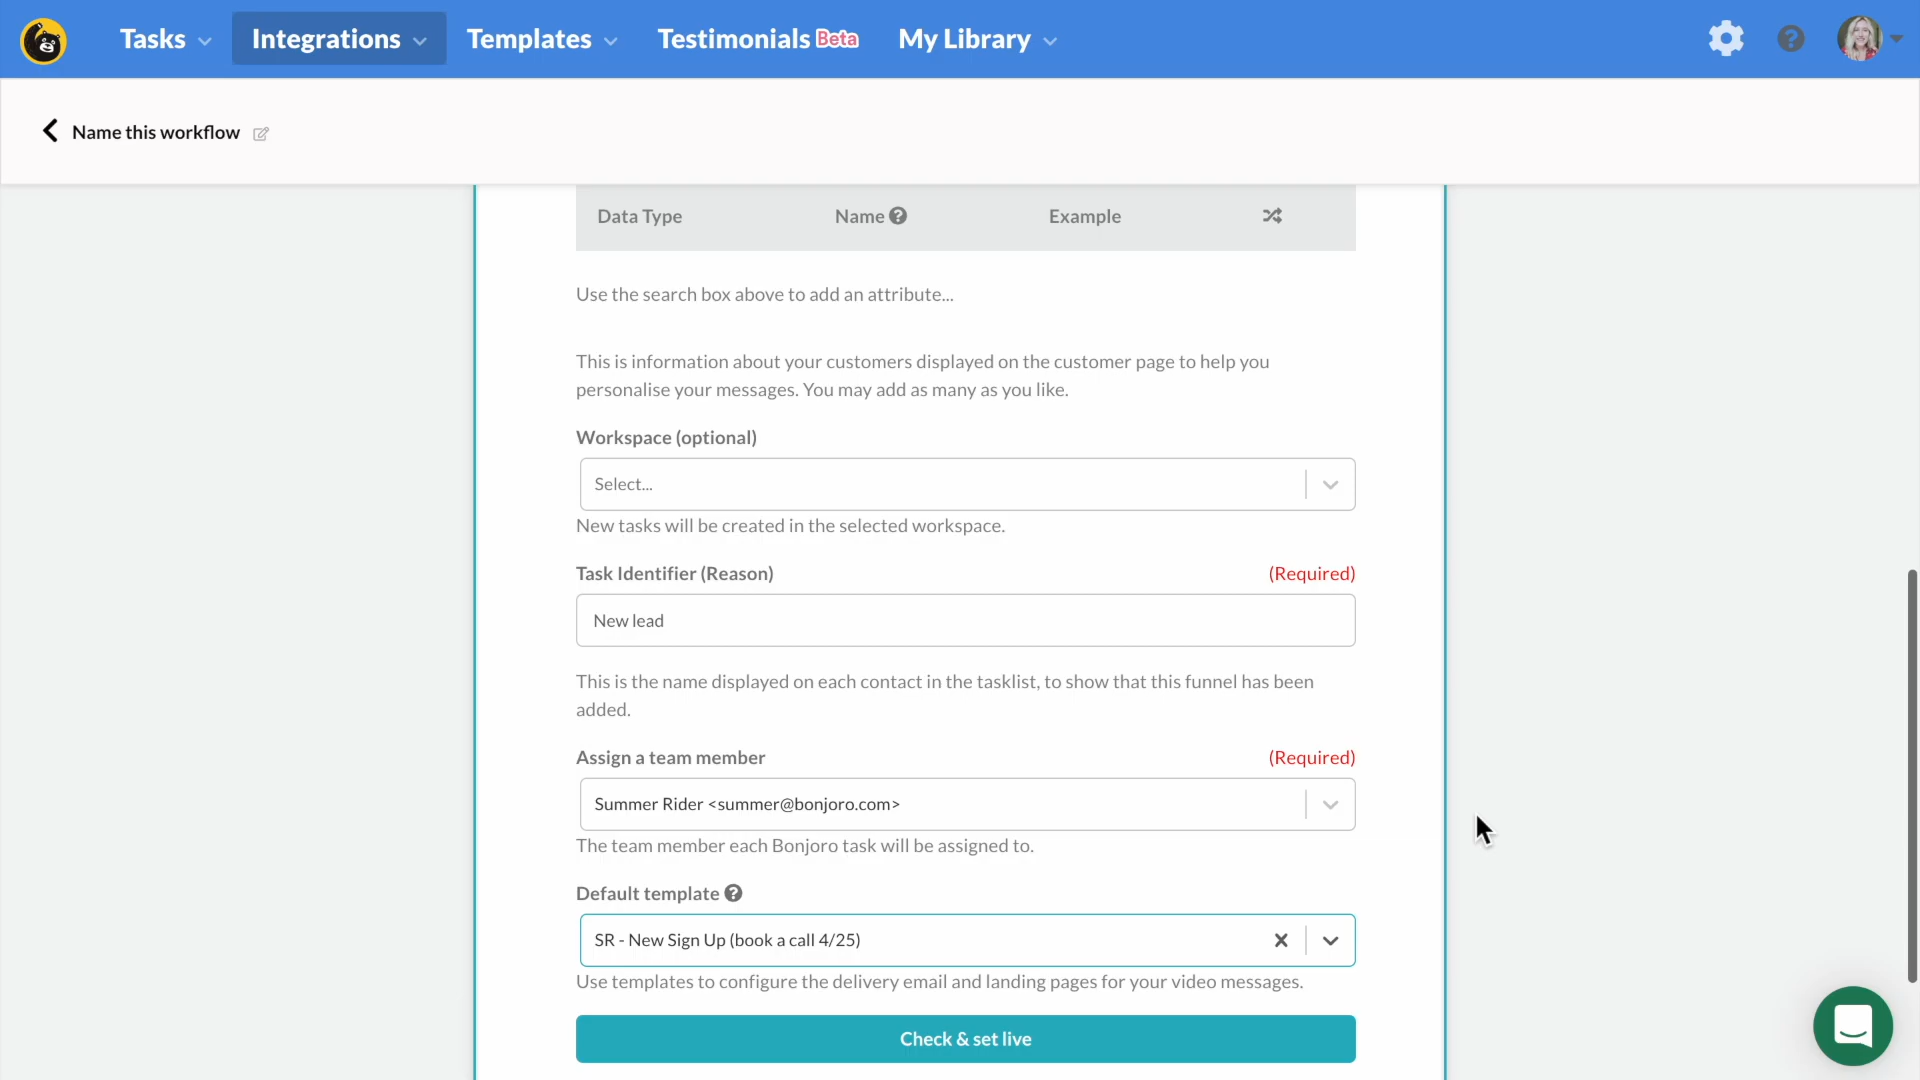 Tasks Integrations Templates Testimonials Beta My Library
Name this workflow
Data Type Name Example
Use the search box above to add an attribute...
This is information about your customers displayed on the customer page to help you
personalise your messages. You may add as many as you like.
Workspace (optional)
Select...
New tasks will be created in the selected workspace.
Task Identifier (Reason) (Required)
New lead
This is the name displayed on each contact in the tasklist, to show that this funnel has been
added.
Assign a team member (Required)
Summer Rider <summer@bonjoro.com>
The team member each Bonjoro task will be assigned to.
Default template
SR - New Sign Up (book a call 4/25)
Use templates to configure the delivery email and landing pages for your video messages.
Check & set live